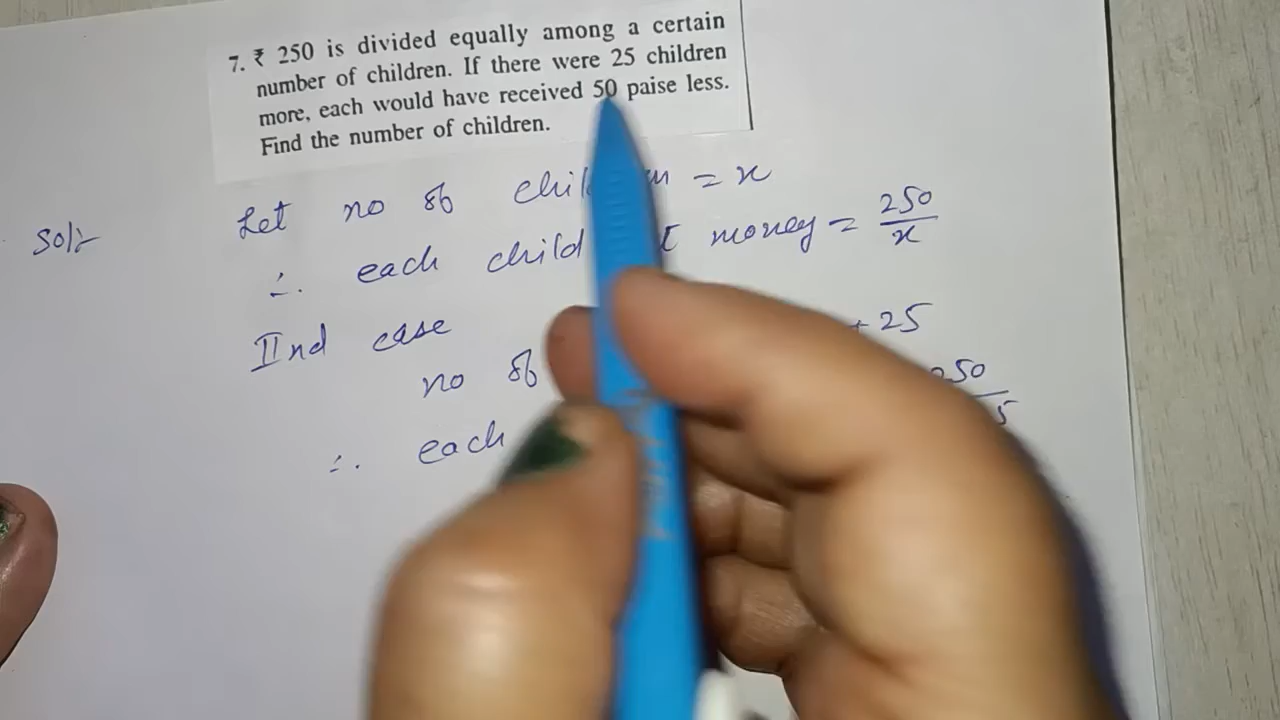 7. ₹ 250 is divided equally among a certain
number of children. If there were 25 children
more, each would have received 50 paise less.
Find the number of children.
Sol:-
Let no of = x
∴ each child money = 250/x
IInd case
no of + 25
∴ each 250